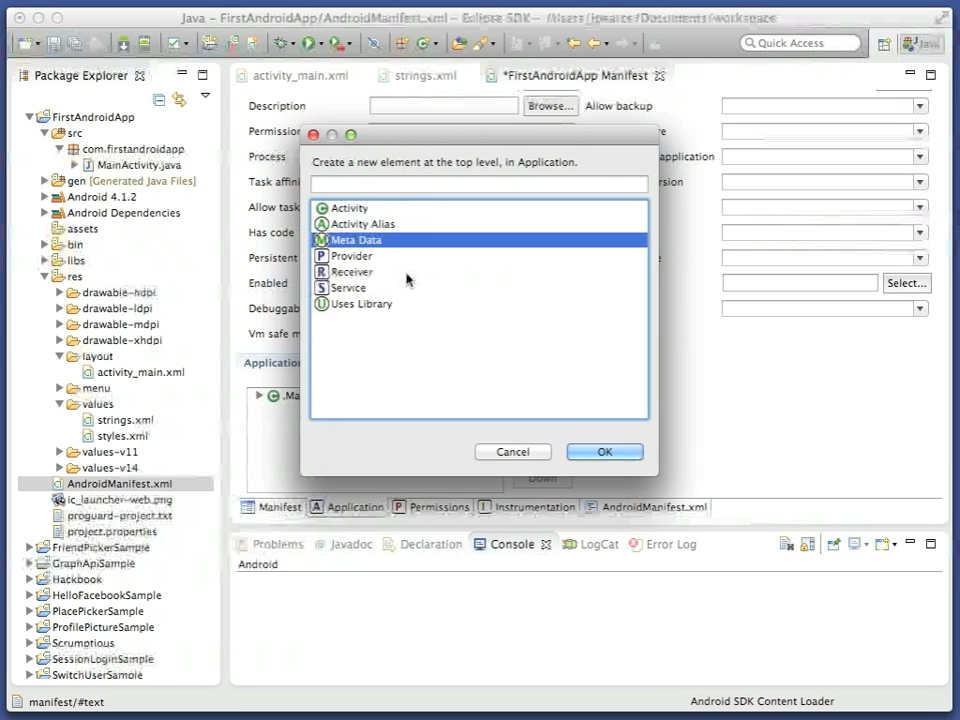 Java – FirstAndroidApp/AndroidManifest.xml – Eclipse SDK – /Users/
/Documents/workspace
Quick Access
Java
Package Explorer
activity_main.xml
strings.xml
*FirstAndroidApp Manifest
FirstAndroidApp
src
com.firstandroidapp
MainActivity.java
gen [Generated Java Files]
Android 4.1.2
Android Dependencies
assets
bin
libs
res
drawable-hdpi
drawable-ldpi
drawable-mdpi
drawable-xhdpi
layout
activity_main.xml
menu
values
strings.xml
styles.xml
values-v11
values-v14
AndroidManifest.xml
ic_launcher-web.png
proguard-project.txt
project.properties
FriendPickerSample
GraphApiSample
Hackbook
HelloFacebookSample
PlacePickerSample
ProfilePictureSample
Scrumptious
SessionLoginSample
SwitchUserSample
Description
Browse...
Allow backup
Permission
Process
application
Task affini
Allow task
Has code
Persistent
Enabled
Select...
Debuggab
Vm safe m
Application
.Ma
Down
Create a new element at the top level, in Application.
C Activity
A Activity Alias
M Meta Data
P Provider
R Receiver
S Service
U Uses Library
Cancel
OK
Manifest
A Application
P Permissions
I Instrumentation
AndroidManifest.xml
Problems
@ Javadoc
Declaration
Console
LogCat
Error Log
Android
manifest/#text
Android SDK Content Loader